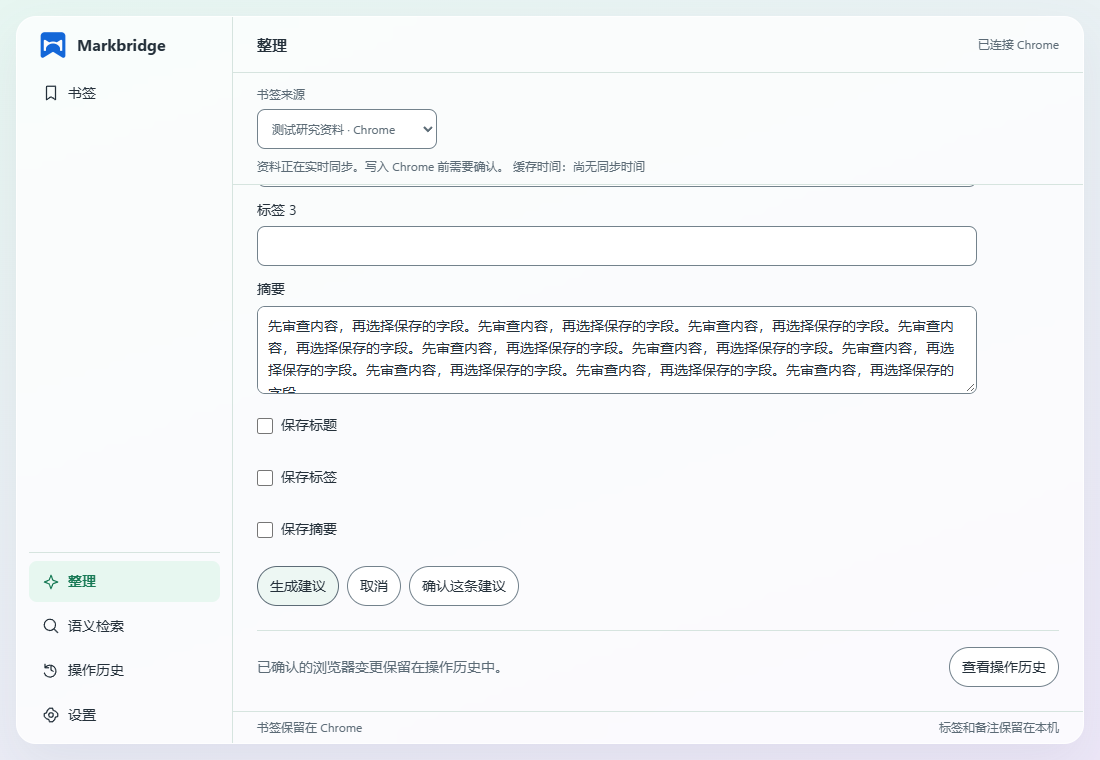 Markbridge
书签
整理
语义检索
操作历史
设置
整理
已连接 Chrome
书签来源
测试研究资料 · Chrome
资料正在实时同步。写入 Chrome 前需要确认。 缓存时间：尚无同步时间
标签 3
摘要
先审查内容，再选择保存的字段。先审查内容，再选择保存的字段。先审查内容，再选择保存的字段。先审查内
容，再选择保存的字段。先审查内容，再选择保存的字段。先审查内容，再选择保存的字段。先审查内容，再选
择保存的字段。先审查内容，再选择保存的字段。先审查内容，再选择保存的字段。先审查内容，再选择保存的
字段。
保存标题
保存标签
保存摘要
生成建议
取消
确认这条建议
已确认的浏览器变更保留在操作历史中。
查看操作历史
书签保留在 Chrome
标签和备注保留在本机